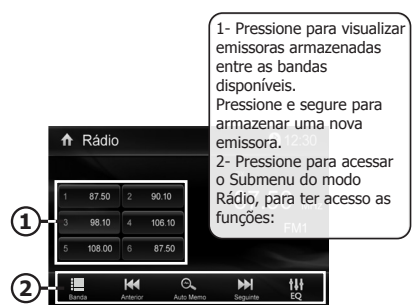 1- Pressione para visualizar
emissoras armazenadas
entre as bandas
disponíveis.
Pressione e segure para
armazenar uma nova
emissora.
2- Pressione para acessar
o Submenu do modo
Rádio, para ter acesso as
funções:
Rádio
12:30
1 87.50 2 90.10
3 98.10 4 106.10
5 108.00 6 87.50
FM1
1
2
Banda Anterior Auto Memo Seguinte EQ